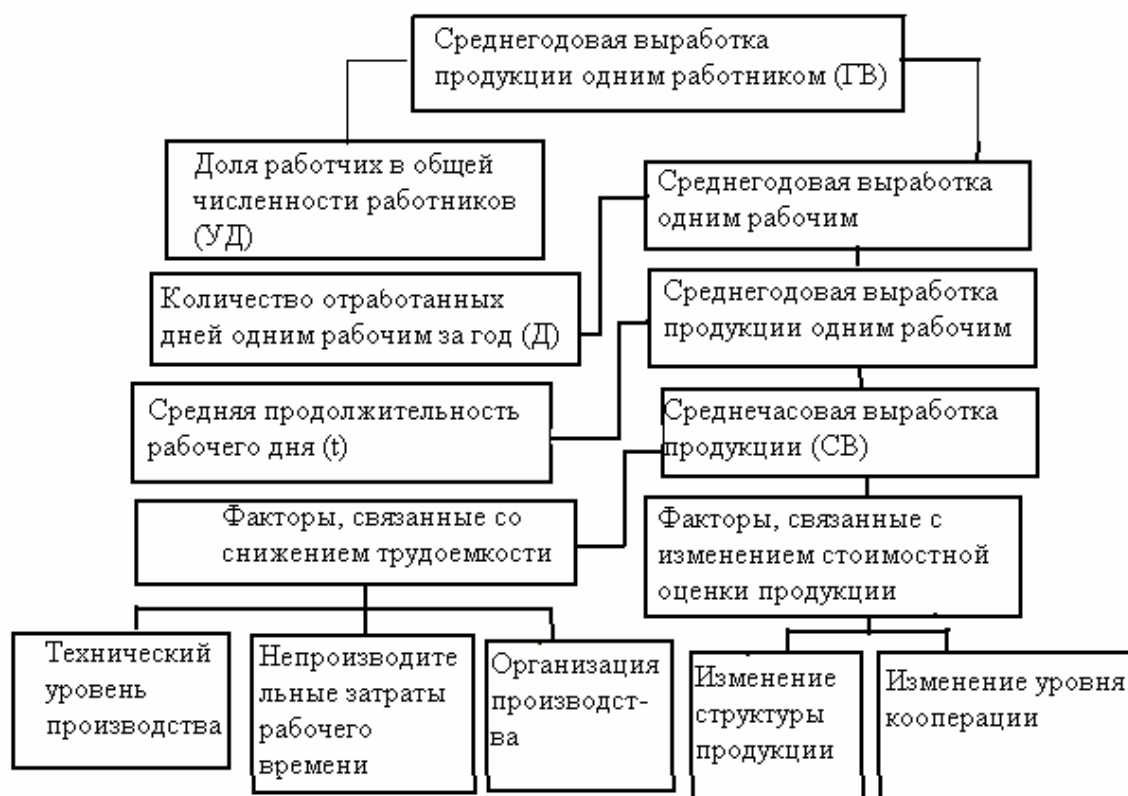 Среднегодовая выработка
продукции одним работником (ГВ)
Доля работчих в общей
численности работников
(УД)
Среднегодовая выработка
одним рабочим
Количество отработанных
дней одним рабочим за год (Д)
Среднегодовая выработка
продукции одним рабочим
Средняя продолжительность
рабочего дня (t)
Среднечасовая выработка
продукции (СВ)
Факторы, связанные со
снижением трудоемкости
Факторы, связанные с
изменением стоимостной
оценки продукции
Технический
уровень
производства
Непроизводите
льные затраты
рабочего
времени
Организация
производст-
ва
Изменение
структуры
продукции
Изменение уровня
кооперации